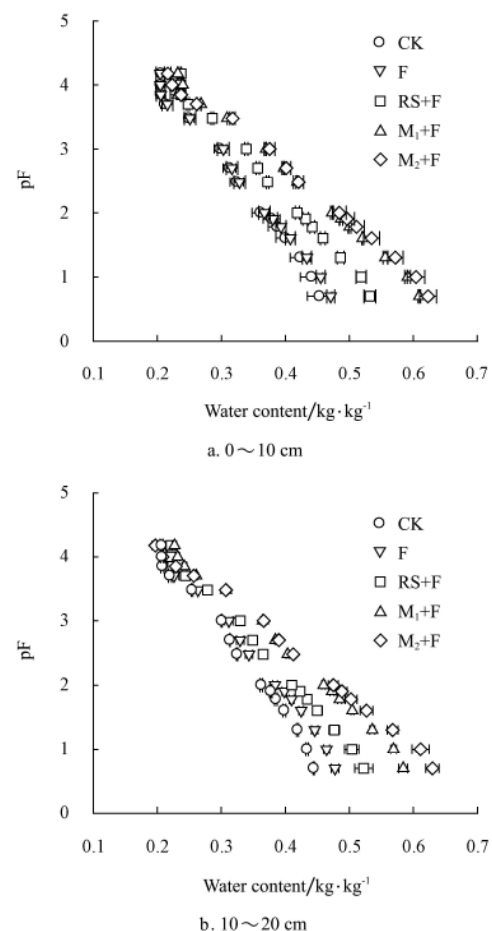 5
4
3
2
1
0
pF
CK
F
RS+F
M₁+F
M₂+F
0.1 0.2 0.3 0.4 0.5 0.6 0.7
Water content/kg·kg⁻¹
a. 0～10 cm
5
4
3
2
1
0
pF
CK
F
RS+F
M₁+F
M₂+F
0.1 0.2 0.3 0.4 0.5 0.6 0.7
Water content/kg·kg⁻¹
b. 10～20 cm